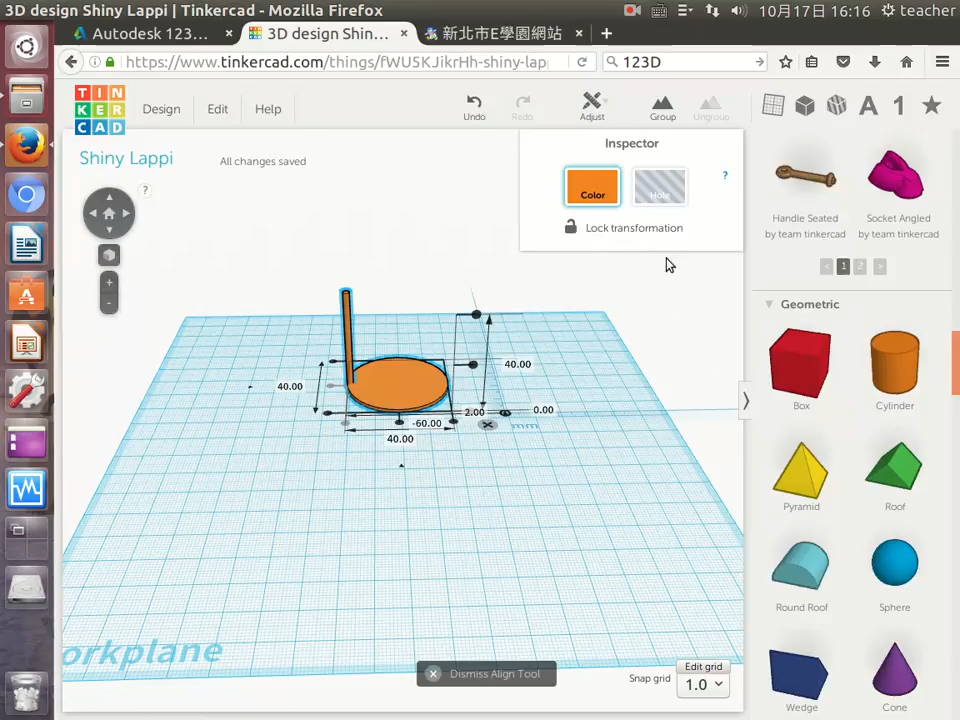 3D design Shiny Lappi | Tinkercad - Mozilla Firefox
10月17日 16:16 teacher
Autodesk 123... × 3D design Shin... × 新北市E學園網站 × +
https://www.tinkercad.com/things/fWU5KJikrHh-shiny-lap
123D
TIN
KER
CAD
Design Edit Help
Undo Redo Adjust Group Ungroup
A 1
Shiny Lappi
All changes saved
?
+
-
Inspector
Color Hole
?
Lock transformation
40.00
40.00
2.00
0.00
-60.00
40.00
mm
orkplane
Dismiss Align Tool
Edit grid
Snap grid 1.0
Handle Seated
by team tinkercad
Socket Angled
by team tinkercad
< 1 2 >
Geometric
Box Cylinder
Pyramid Roof
Round Roof Sphere
Wedge Cone